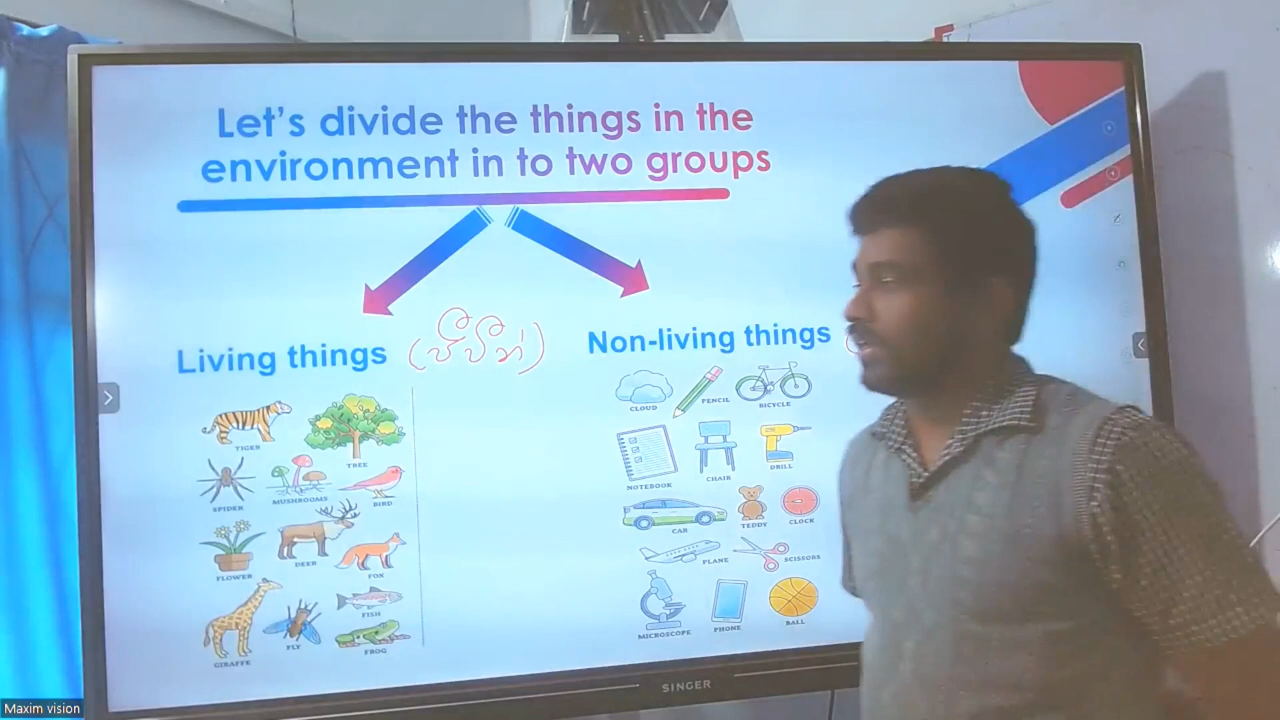 Let's divide the things in the
environment in to two groups
Living things
(ජීවීන්)
Non-living things
TIGER
TREE
SPIDER
MUSHROOMS
BIRD
FLOWER
DEER
FOX
GIRAFFE
FLY
FISH
FROG
CLOUD
PENCIL
BICYCLE
NOTEBOOK
CHAIR
DRILL
CAR
TEDDY
CLOCK
PLANE
SCISSORS
MICROSCOPE
PHONE
BALL
SINGER
Maxim vision